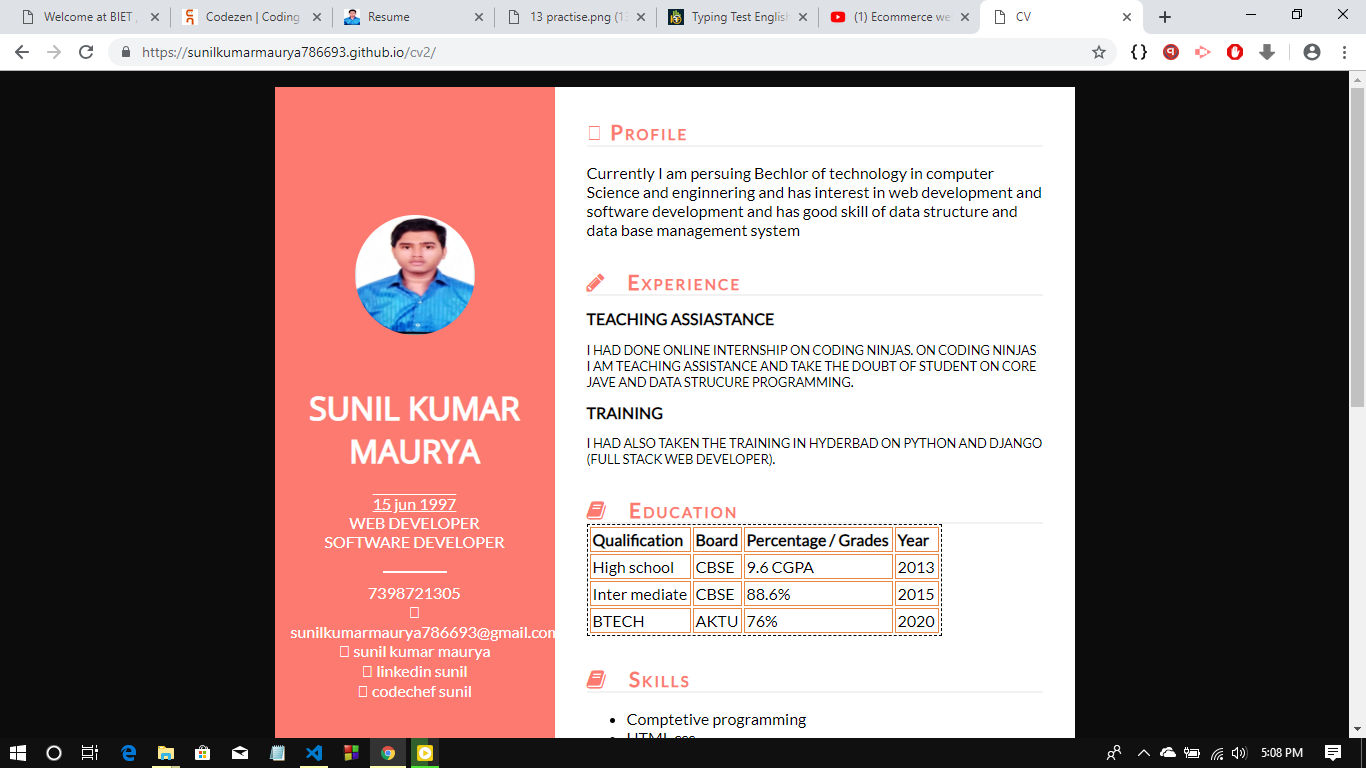 Welcome at BIET ,
Codezen | Coding
Resume
13 practise.png (13
Typing Test English
(1) Ecommerce we
CV
https://sunilkumarmaurya786693.github.io/cv2/
SUNIL KUMAR
MAURYA
15 jun 1997
WEB DEVELOPER
SOFTWARE DEVELOPER
7398721305
sunilkumarmaurya786693@gmail.com
sunil kumar maurya
linkedin sunil
codechef sunil
PROFILE
Currently I am persuing Bechlor of technology in computer
Science and enginnering and has interest in web development and
software development and has good skill of data structure and
data base management system
EXPERIENCE
TEACHING ASSIASTANCE
I HAD DONE ONLINE INTERNSHIP ON CODING NINJAS. ON CODING NINJAS
I AM TEACHING ASSISTANCE AND TAKE THE DOUBT OF STUDENT ON CORE
JAVE AND DATA STRUCURE PROGRAMMING.
TRAINING
I HAD ALSO TAKEN THE TRAINING IN HYDERBAD ON PYTHON AND DJANGO
(FULL STACK WEB DEVELOPER).
EDUCATION
Qualification Board Percentage / Grades Year
High school CBSE 9.6 CGPA 2013
Inter mediate CBSE 88.6% 2015
BTECH AKTU 76% 2020
SKILLS
• Comptetive programming
• HTML css
5:08 PM